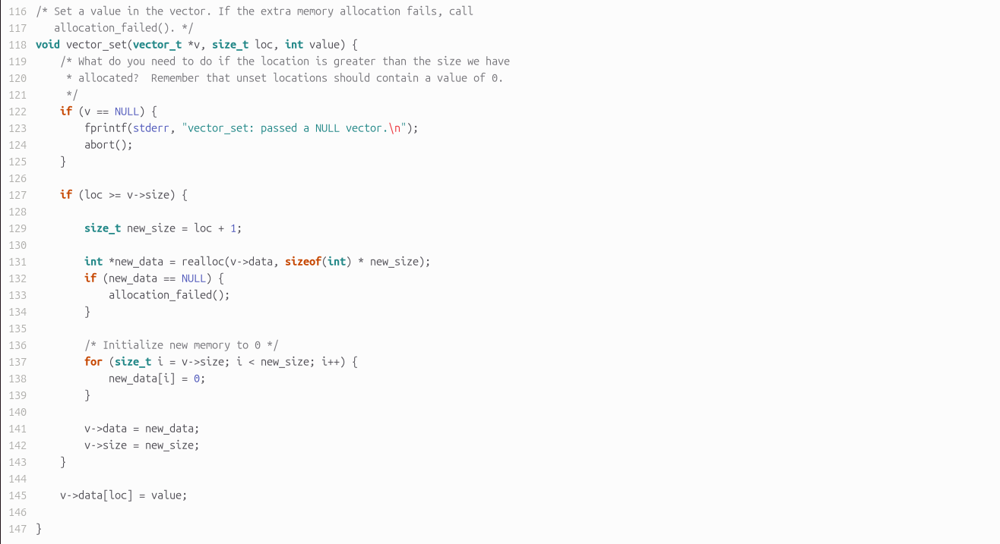 116 /* Set a value in the vector. If the extra memory allocation fails, call
117    allocation_failed(). */
118 void vector_set(vector_t *v, size_t loc, int value) {
119     /* What do you need to do if the location is greater than the size we have
120      * allocated?  Remember that unset locations should contain a value of 0.
121      */
122     if (v == NULL) {
123         fprintf(stderr, "vector_set: passed a NULL vector.\n");
124         abort();
125     }
126
127     if (loc >= v->size) {
128
129         size_t new_size = loc + 1;
130
131         int *new_data = realloc(v->data, sizeof(int) * new_size);
132         if (new_data == NULL) {
133             allocation_failed();
134         }
135
136         /* Initialize new memory to 0 */
137         for (size_t i = v->size; i < new_size; i++) {
138             new_data[i] = 0;
139         }
140
141         v->data = new_data;
142         v->size = new_size;
143     }
144
145     v->data[loc] = value;
146
147 }